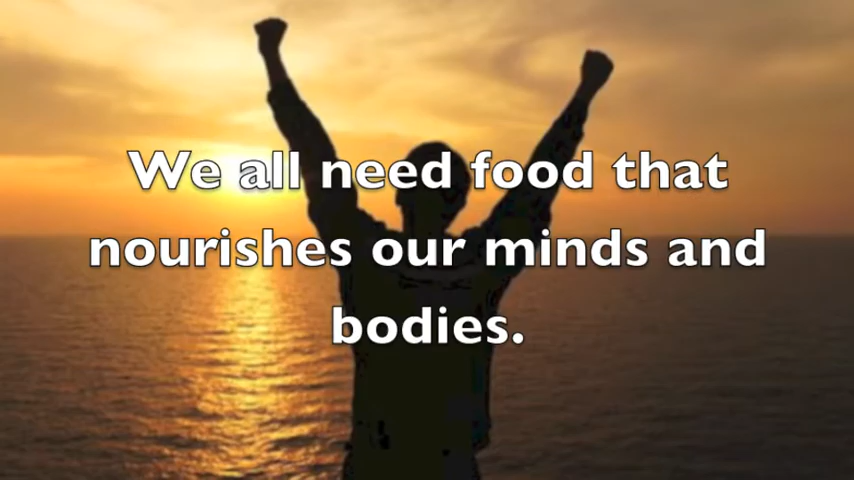 We all need food that
nourishes our minds and
bodies.